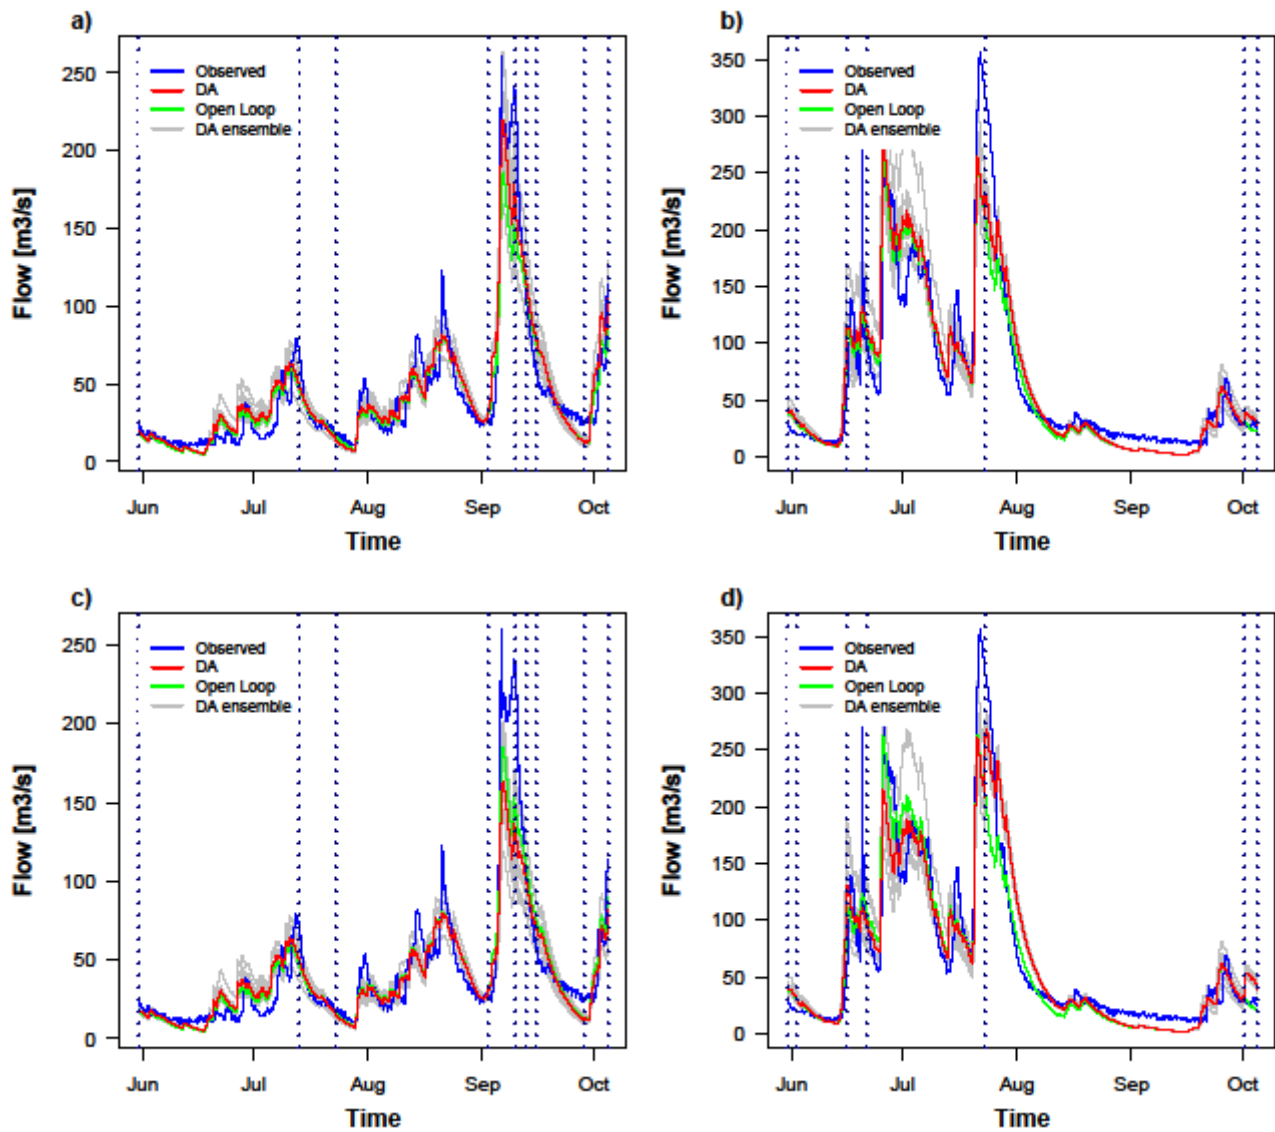 a)
Flow [m3/s]
250
200
150
100
50
0
Observed
DA
Open Loop
DA ensemble
Jun Jul Aug Sep Oct
Time
b)
Flow [m3/s]
350
300
250
200
150
100
50
0
Observed
DA
Open Loop
DA ensemble
Jun Jul Aug Sep Oct
Time
c)
Flow [m3/s]
250
200
150
100
50
0
Observed
DA
Open Loop
DA ensemble
Jun Jul Aug Sep Oct
Time
d)
Flow [m3/s]
350
300
250
200
150
100
50
0
Observed
DA
Open Loop
DA ensemble
Jun Jul Aug Sep Oct
Time